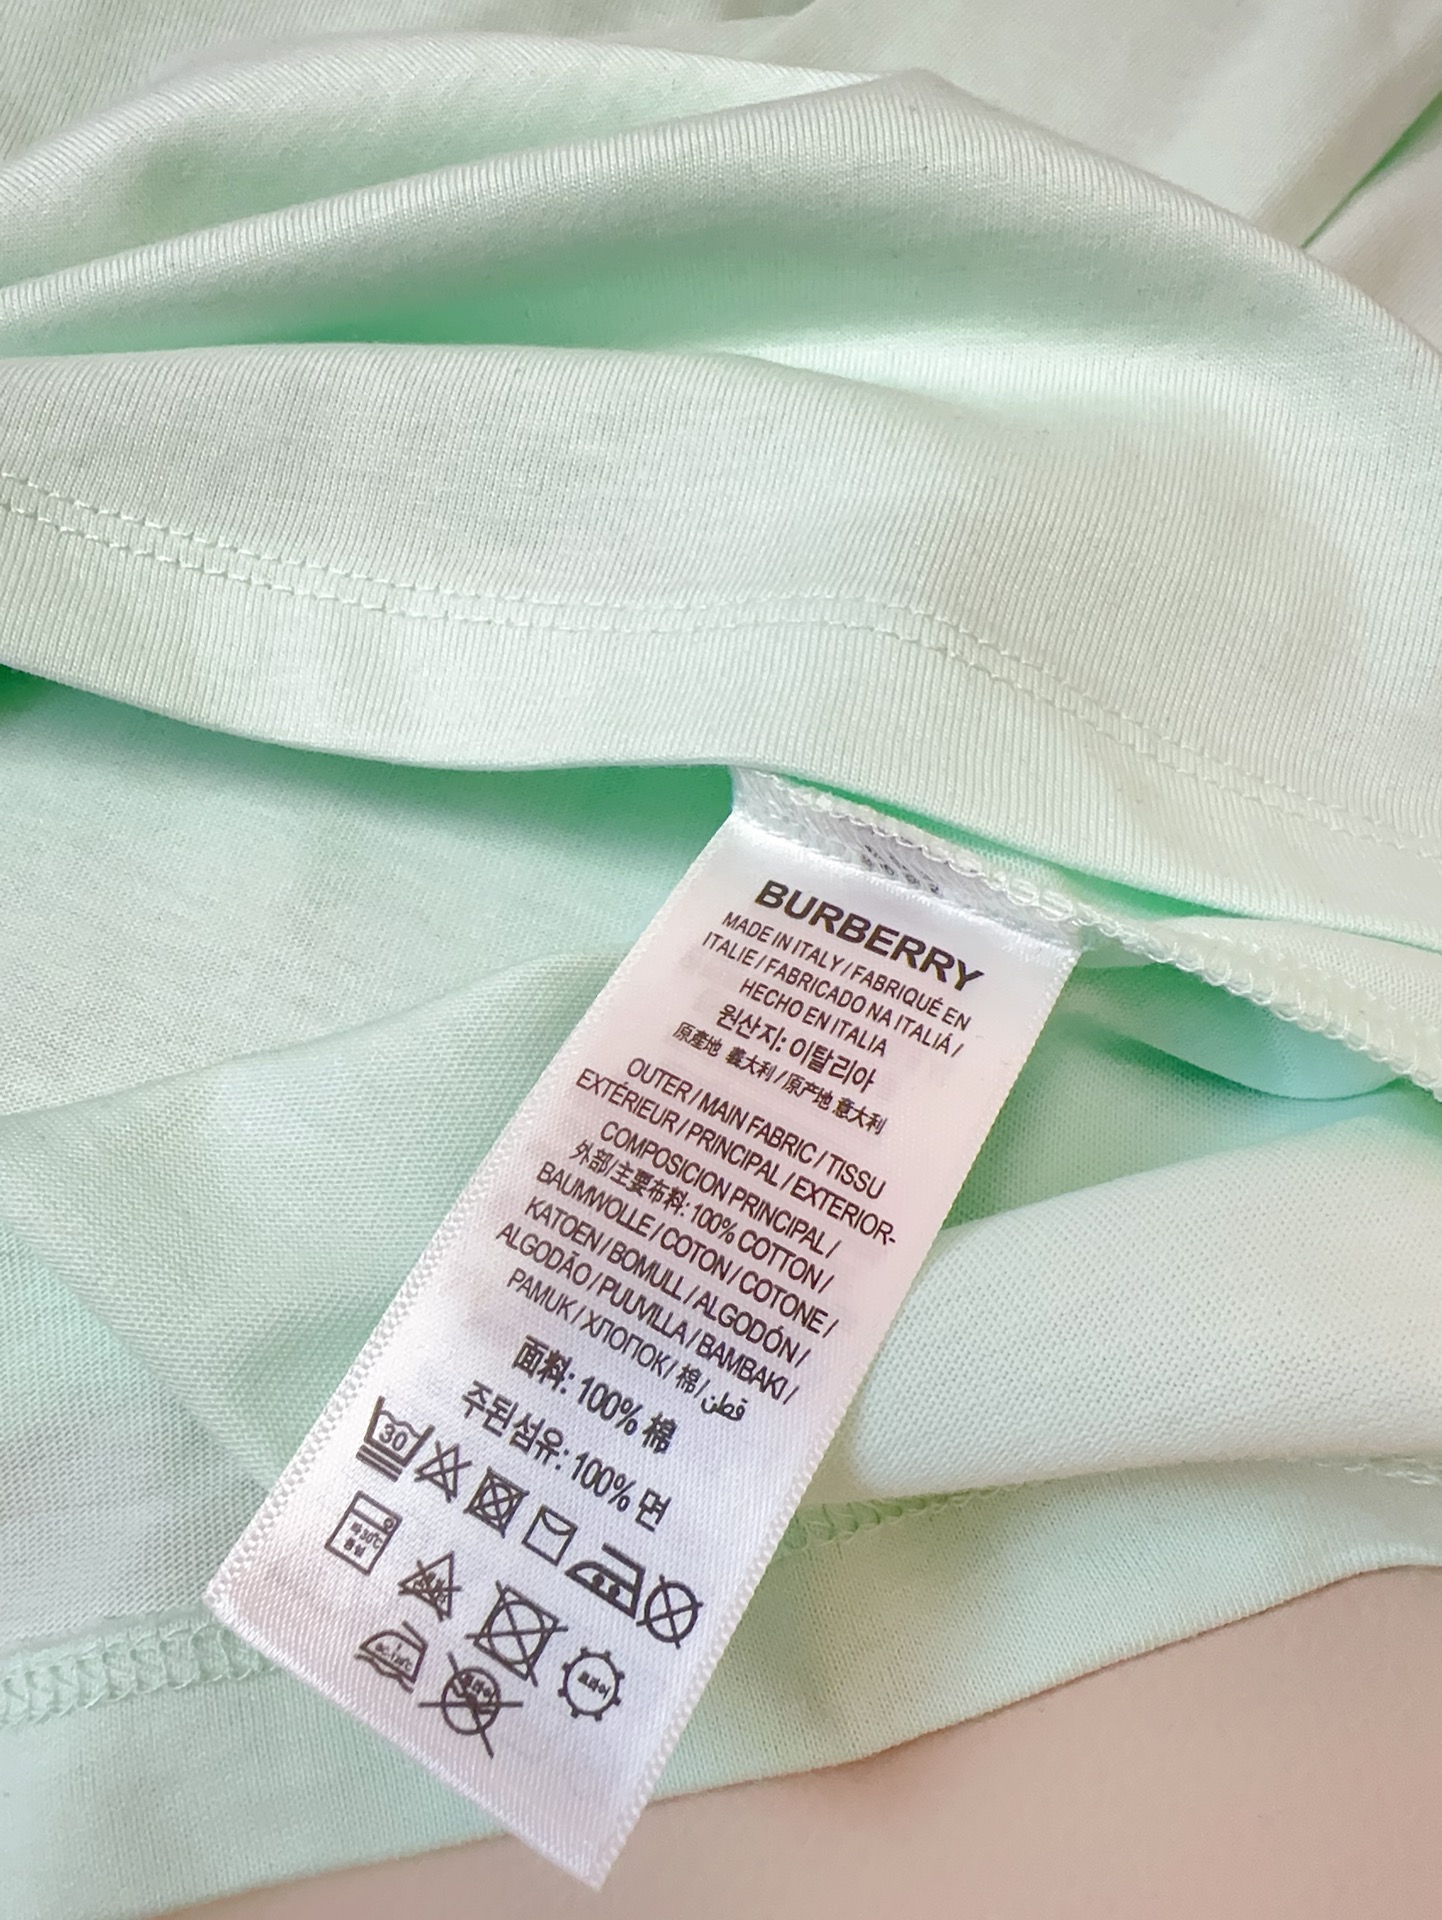 BURBERRY
MADE IN ITALY / FABRIQUÉ EN
ITALIE / FABRICADO NA ITALIÁ /
HECHO EN ITALIA
원산지: 이탈리아
原產地 義大利 / 原产地 意大利
OUTER / MAIN FABRIC / TISSU
EXTÉRIEUR / PRINCIPAL / EXTERIOR-
COMPOSICION PRINCIPAL /
外部/主要布料: 100% COTTON /
BAUMWOLLE / COTON / COTONE /
KATOEN / BOMULL / ALGODÓN /
ALGODÃO / PUUVILLA / BAMBAKI /
PAMUK / ХЛОПОК / 棉 / قطن
面料: 100% 棉
주된섬유: 100% 면
30